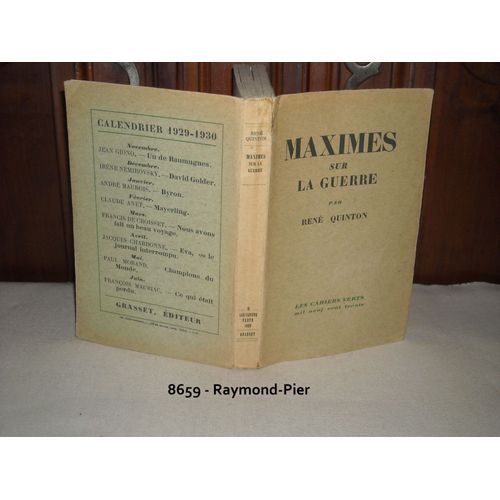 CALENDRIER 1929-1930
Novembre.
JEAN GIONO, — Un de Baumugnes.
Décembre.
IRÈNE NÉMIROVSKY, — David Golder.
Janvier.
ANDRÉ MAUROIS, — Byron.
Février.
CLAUDE ANET, — Mayerling.
Mars.
FRANCIS DE CROISSET, — Nous avons
fait un beau voyage.
Avril.
JACQUES CHARDONNE, — Eva, ou le
journal interrompu.
Mai.
PAUL MORAND, — Champions du
Monde.
Juin.
FRANÇOIS MAURIAC, — Ce qui était
perdu.
GRASSET, ÉDITEUR
RENÉ
QUINTON
MAXIMES
SUR LA
GUERRE
LES CAHIERS
VERTS
GRASSET
MAXIMES
SUR
LA GUERRE
PAR
RENÉ QUINTON
LES CAHIERS VERTS
mil neuf cent trente
8659 - Raymond-Pier